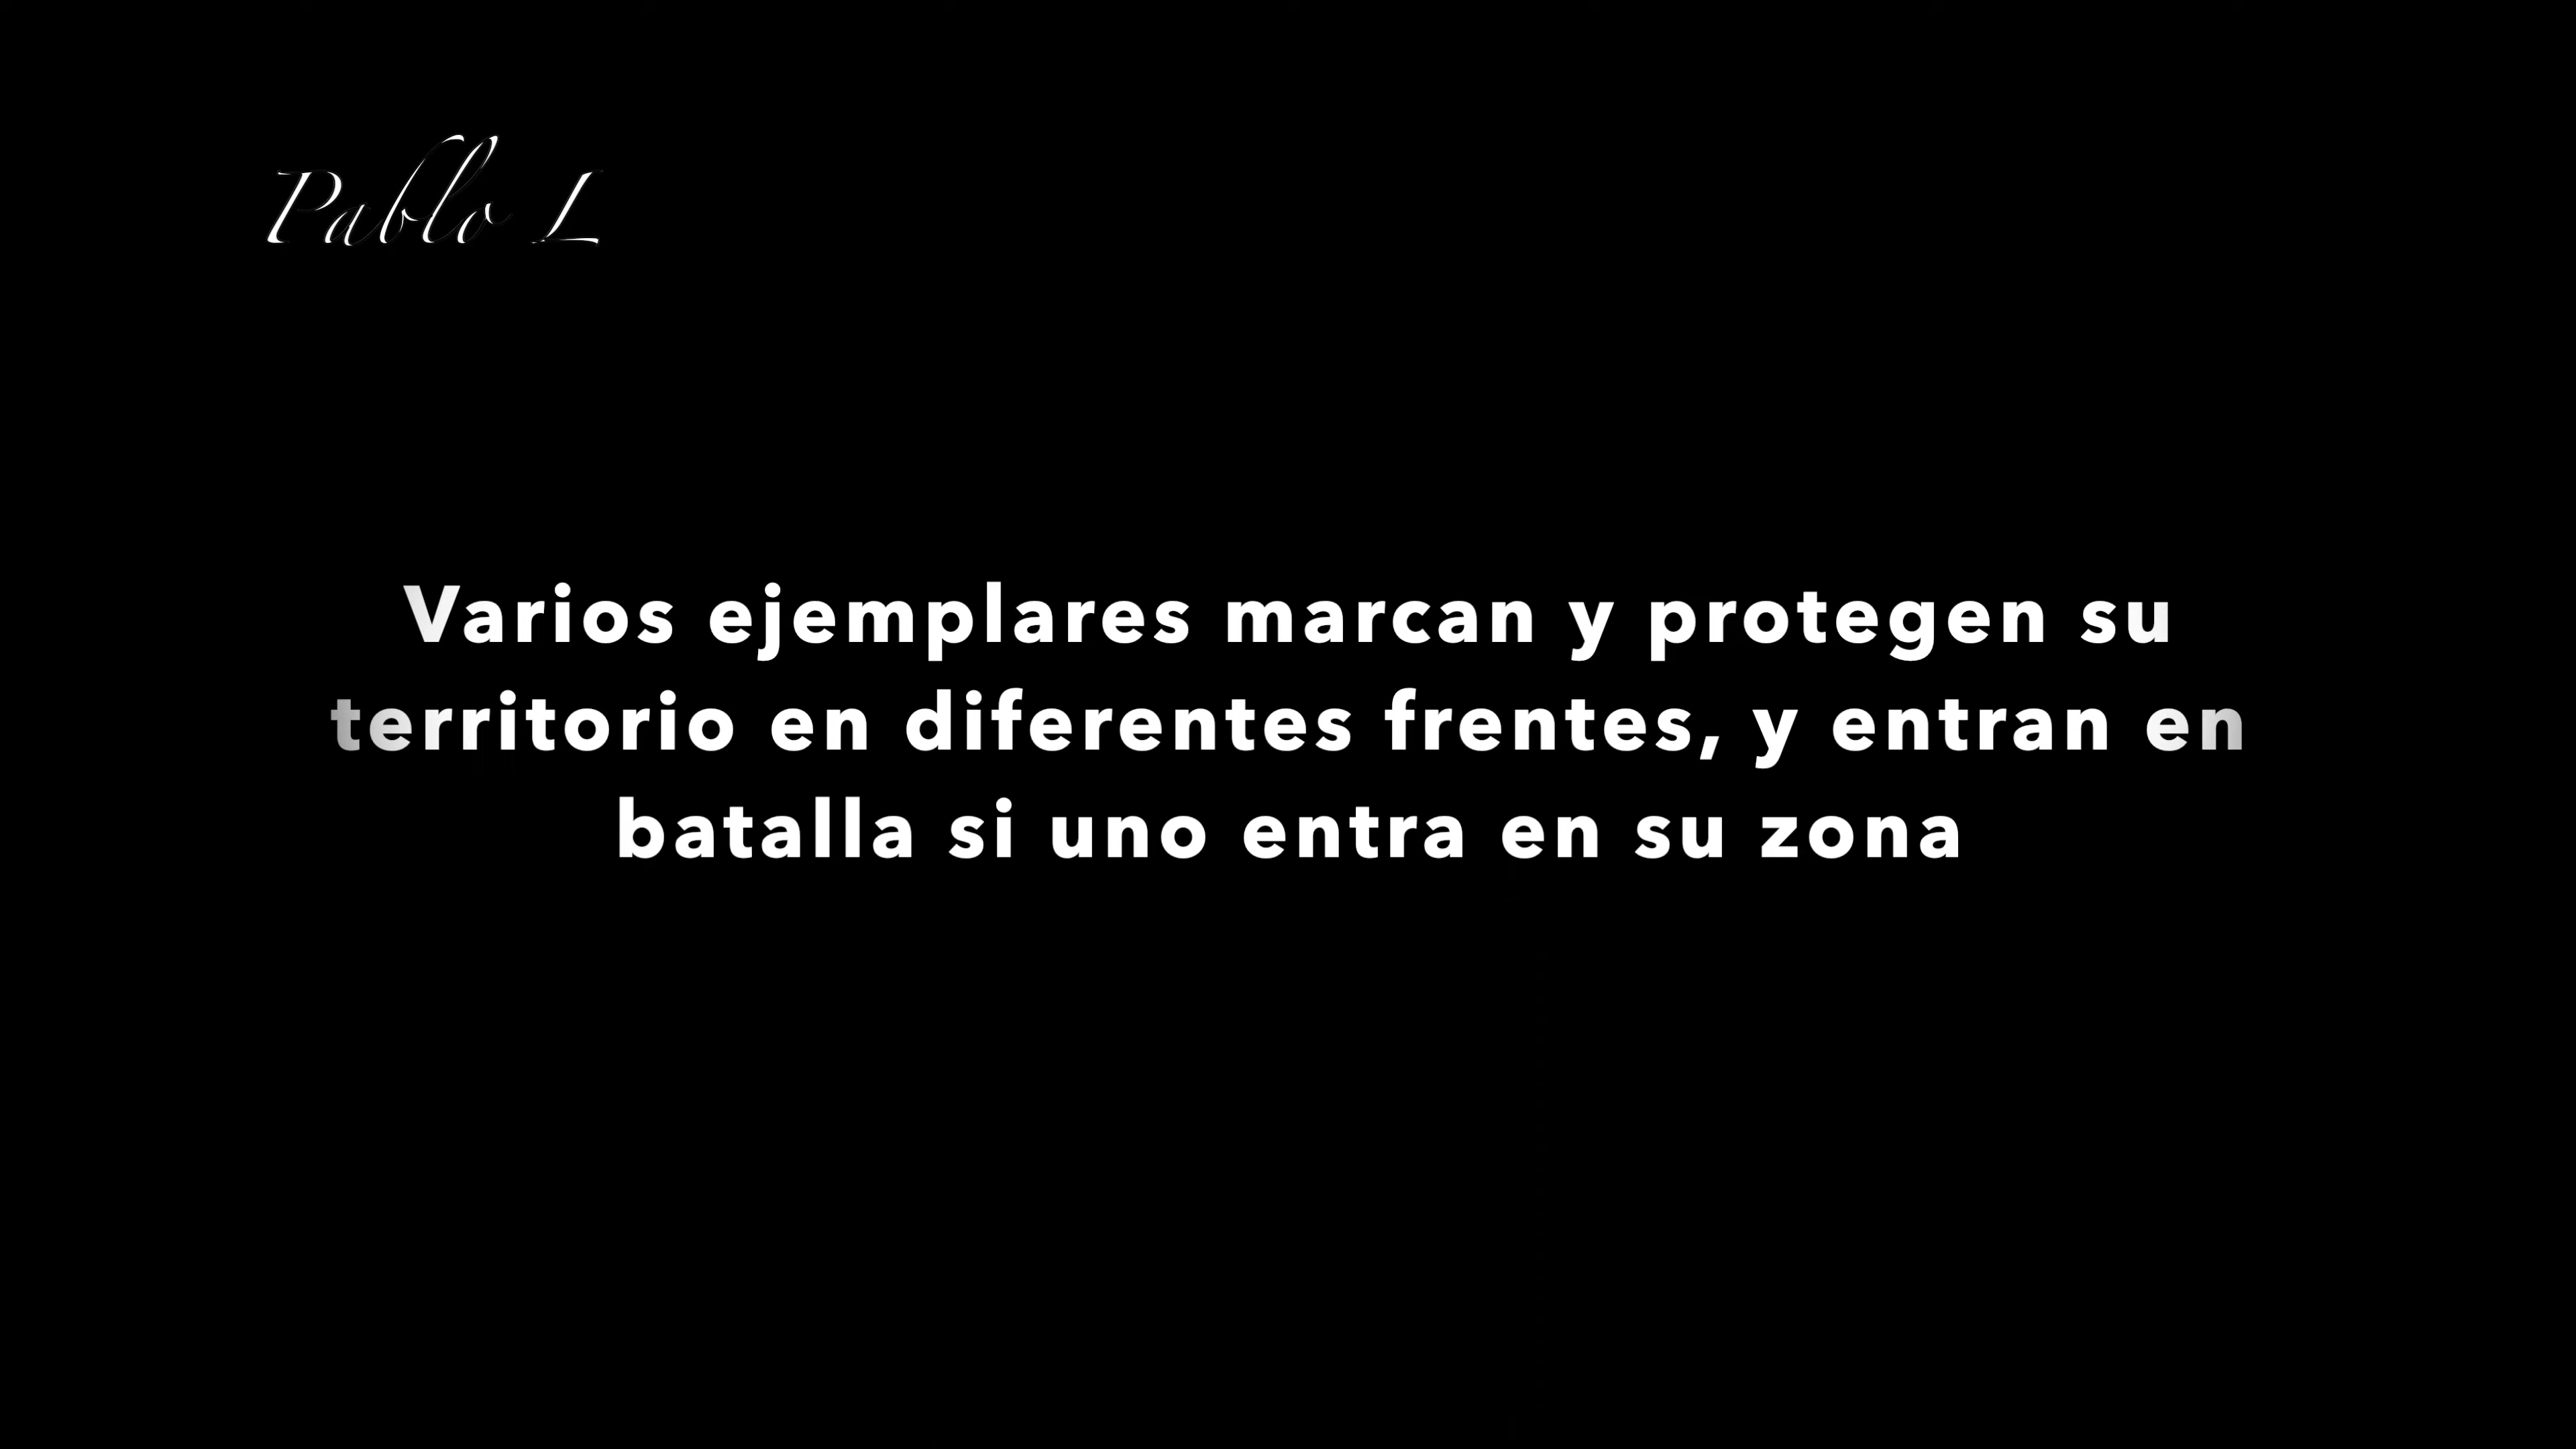 Pablo L
Varios ejemplares marcan y protegen su
territorio en diferentes frentes, y entran en
batalla si uno entra en su zona